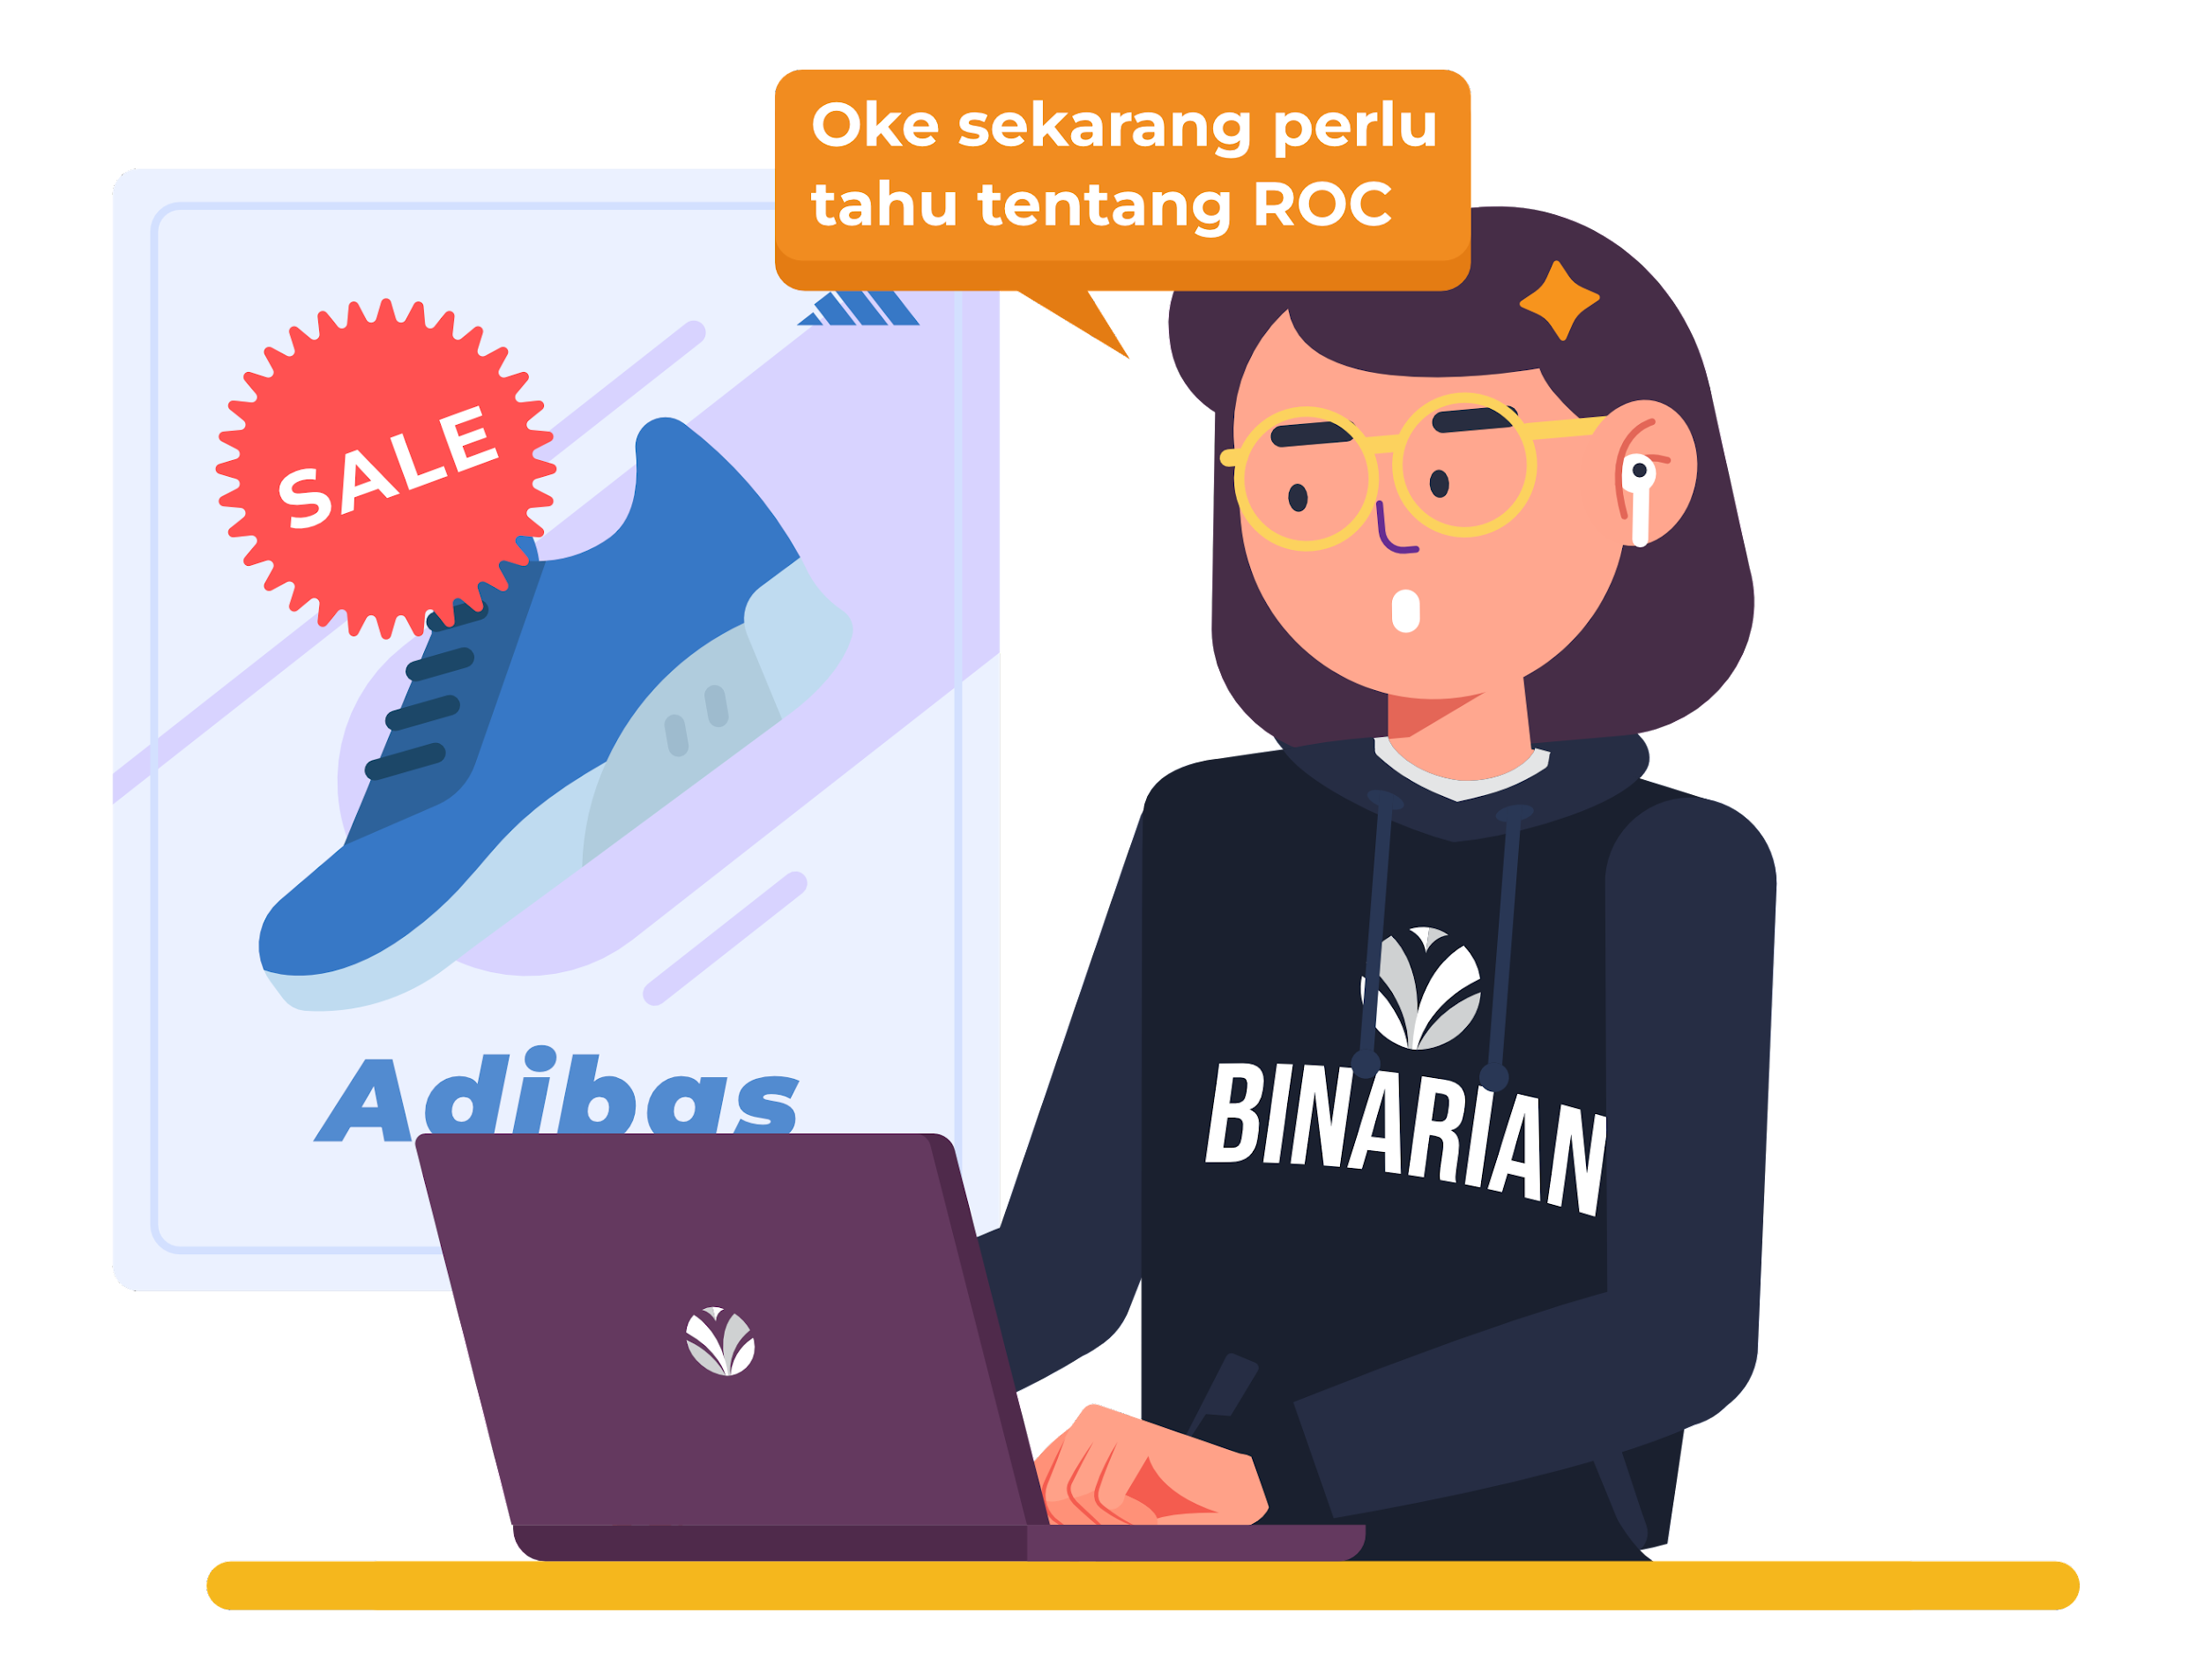 Oke sekarang perlu
tahu tentang ROC
SALE
Adibas
BINARIAN